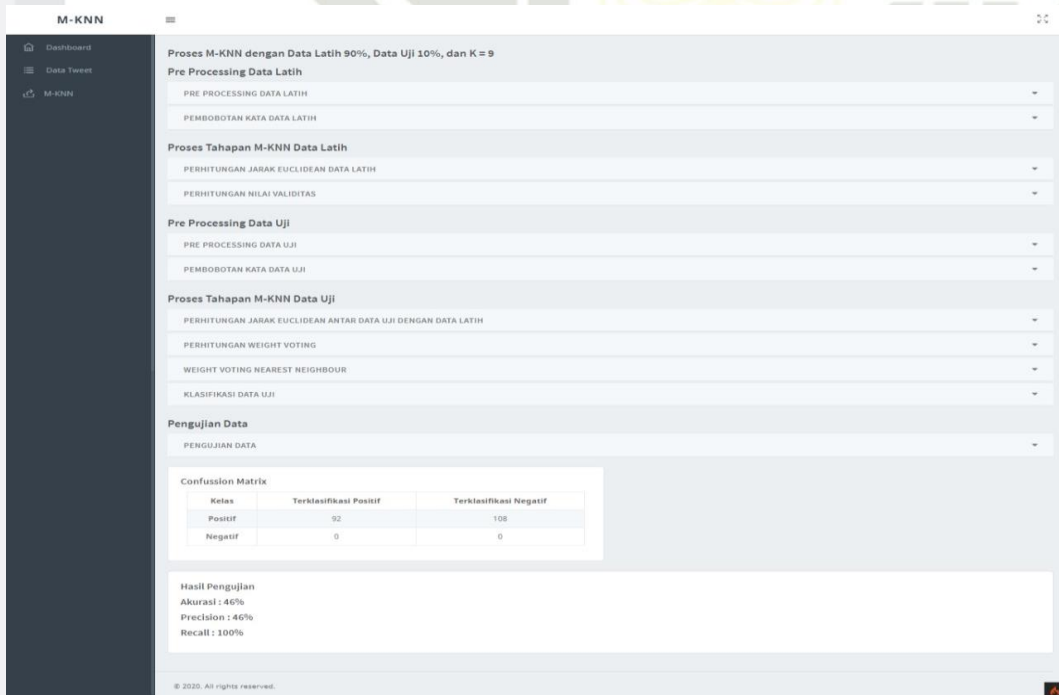 M-KNN
Dashboard
Data Tweet
M-KNN
Proses M-KNN dengan Data Latih 90%, Data Uji 10%, dan K = 9
Pre Processing Data Latih
PRE PROCESSING DATA LATIH
PEMBOBOTAN KATA DATA LATIH
Proses Tahapan M-KNN Data Latih
PERHITUNGAN JARAK EUCLIDEAN DATA LATIH
PERHITUNGAN NILAI VALIDITAS
Pre Processing Data Uji
PRE PROCESSING DATA UJI
PEMBOBOTAN KATA DATA UJI
Proses Tahapan M-KNN Data Uji
PERHITUNGAN JARAK EUCLIDEAN ANTAR DATA UJI DENGAN DATA LATIH
PERHITUNGAN WEIGHT VOTING
WEIGHT VOTING NEAREST NEIGHBOUR
KLASIFIKASI DATA UJI
Pengujian Data
PENGUJIAN DATA
Confussion Matrix
Kelas Terklasifikasi Positif Terklasifikasi Negatif
Positif 92 108
Negatif 0 0
Hasil Pengujian
Akurasi : 46%
Precision : 46%
Recall : 100%
© 2020. All rights reserved.